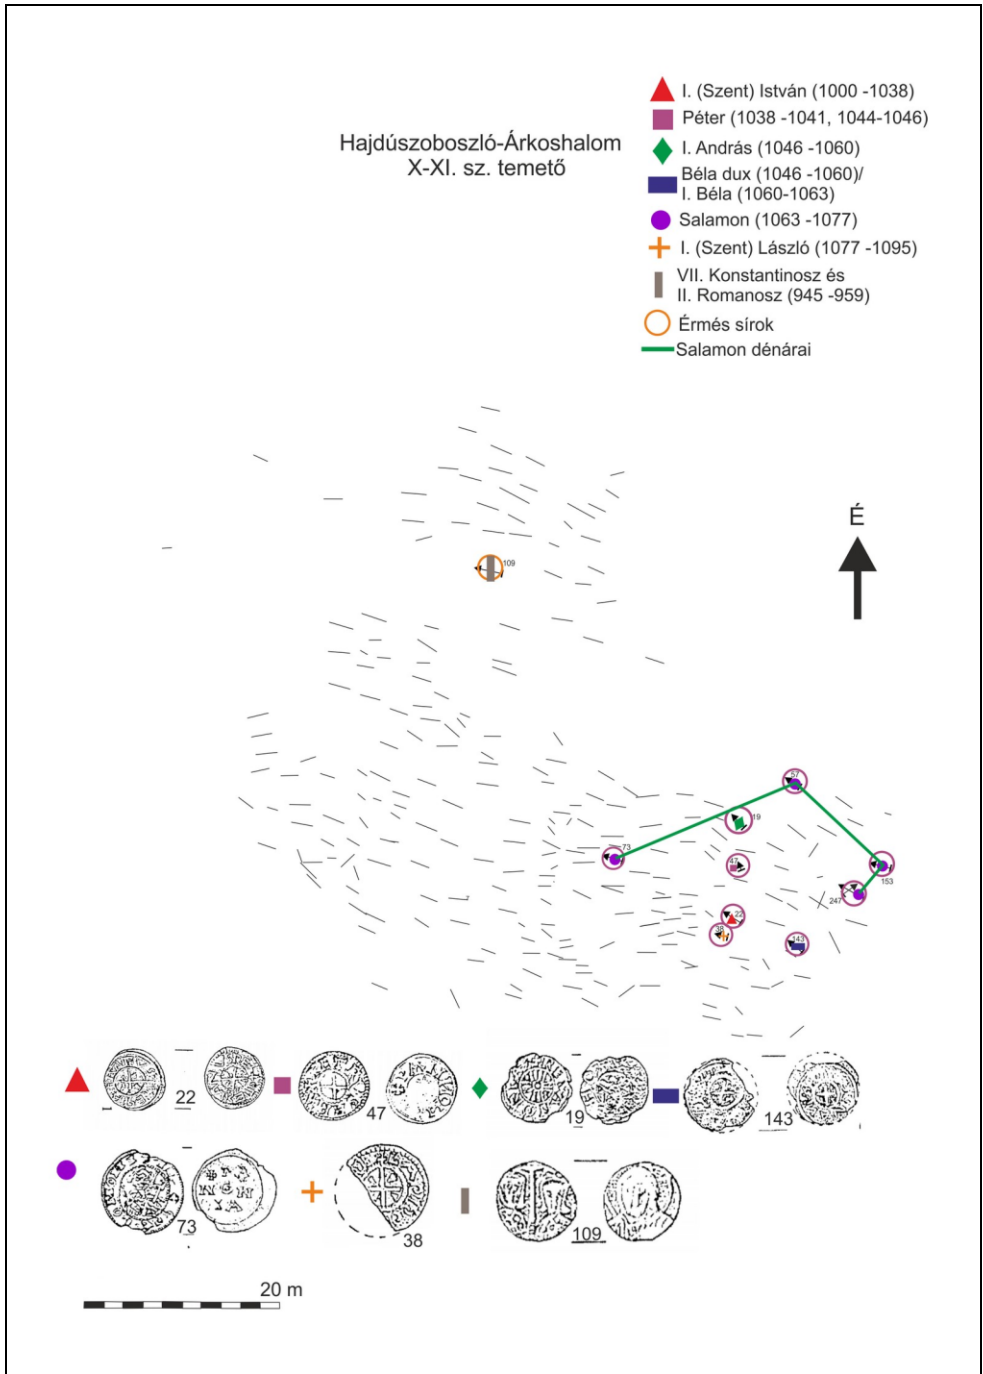 Hajdúszoboszló-Árkoshalom
X-XI. sz. temető
I. (Szent) István (1000 -1038)
Péter (1038 -1041, 1044-1046)
I. András (1046 -1060)
Béla dux (1046 -1060)/
I. Béla (1060-1063)
Salamon (1063 -1077)
I. (Szent) László (1077 -1095)
VII. Konstantinosz és
II. Romanosz (945 -959)
Érmés sírok
Salamon dénárai
É
109
57
19
73
47
153
247
22
38
143
22
47
19
143
73
38
109
20 m